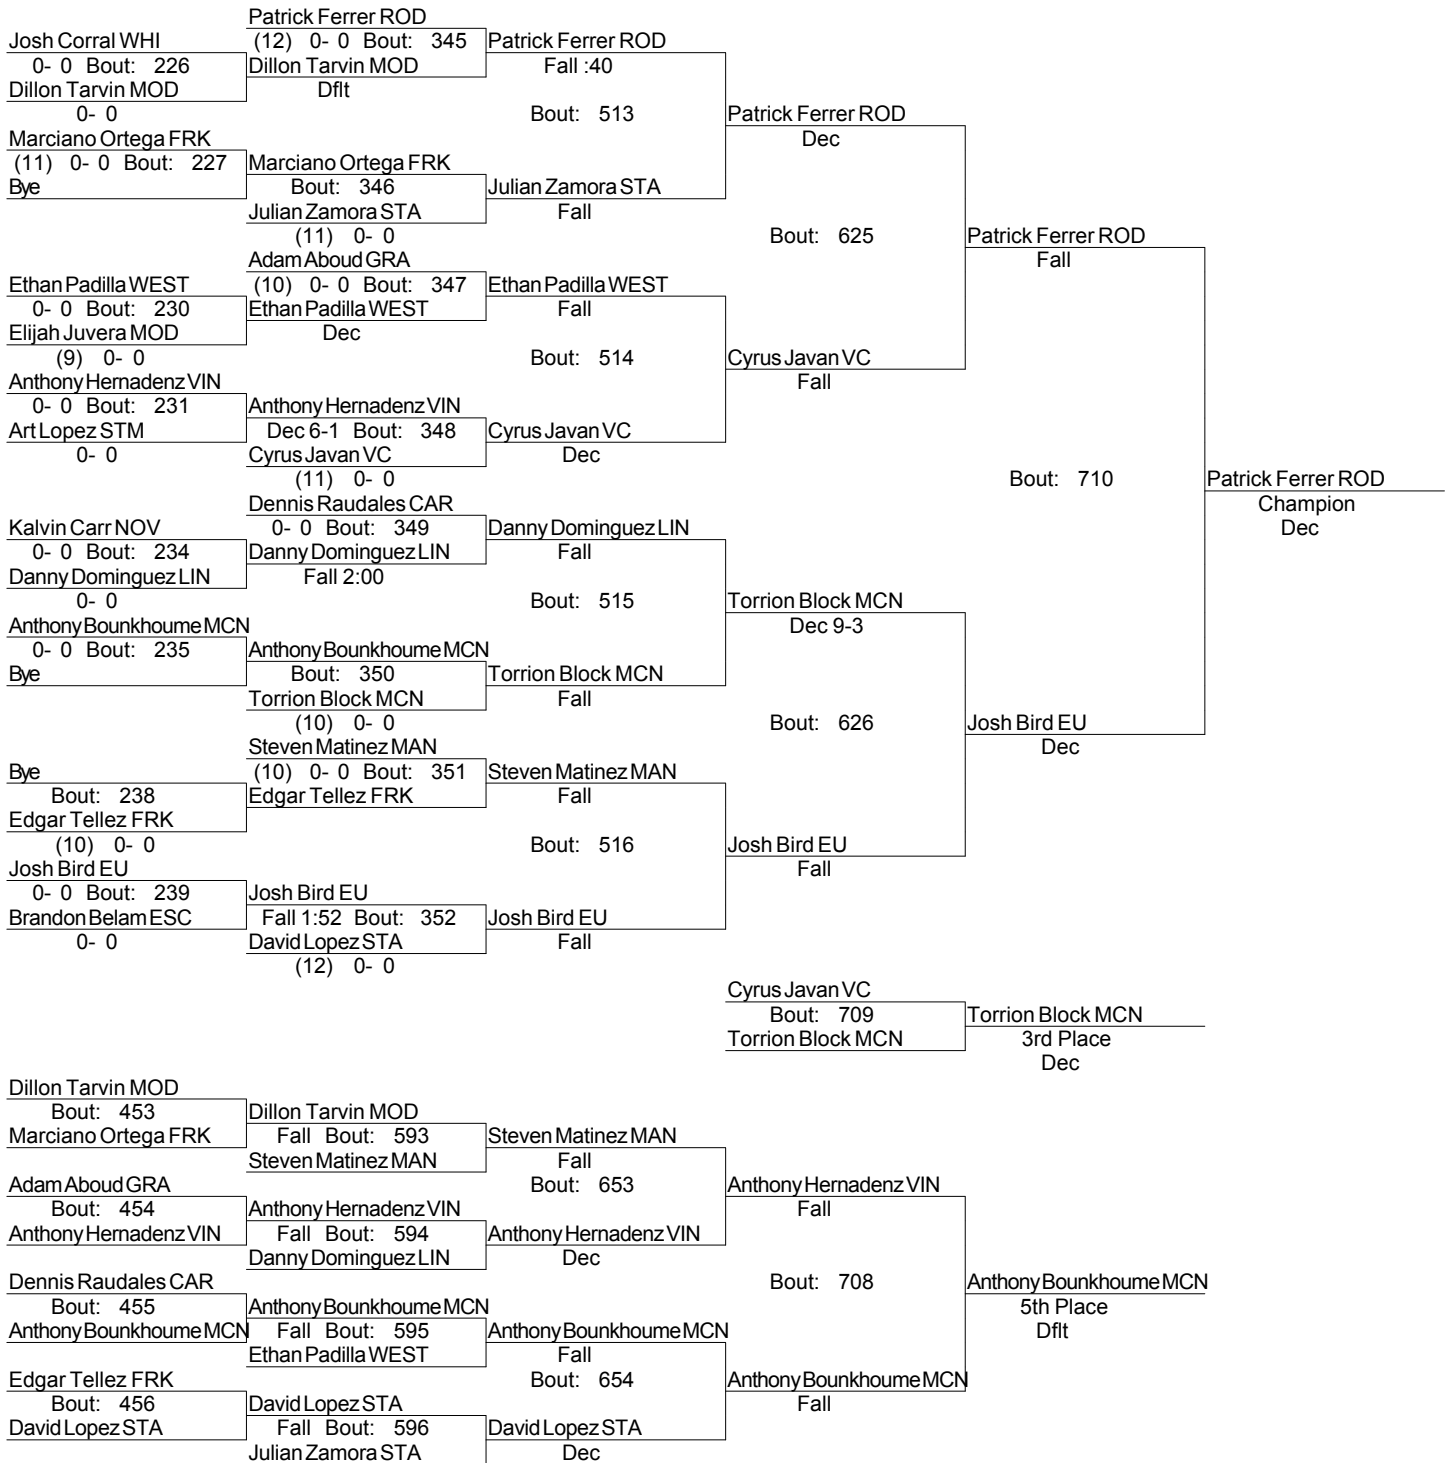 Patrick Ferrer ROD
Josh Corral WHI (12) 0- 0 Bout: 345 Patrick Ferrer ROD
0- 0 Bout: 226 Dillon Tarvin MOD Fall :40
Dillon Tarvin MOD Dflt
0- 0 Bout: 513 Patrick Ferrer ROD
Marciano Ortega FRK Dec
(11) 0- 0 Bout: 227 Marciano Ortega FRK
Bye Bout: 346 Julian Zamora STA
Julian Zamora STA Fall
(11) 0- 0 Bout: 625 Patrick Ferrer ROD
Adam Aboud GRA Fall
Ethan Padilla WEST (10) 0- 0 Bout: 347 Ethan Padilla WEST
0- 0 Bout: 230 Ethan Padilla WEST Fall
Elijah Juvera MOD Dec
(9) 0- 0 Bout: 514 Cyrus Javan VC
Anthony Hernadenz VIN Fall
0- 0 Bout: 231 Anthony Hernadenz VIN
Art Lopez STM Dec 6-1 Bout: 348 Cyrus Javan VC
0- 0 Cyrus Javan VC Dec
(11) 0- 0 Bout: 710 Patrick Ferrer ROD
Dennis Raudales CAR Champion
Kalvin Carr NOV 0- 0 Bout: 349 Danny Dominguez LIN Dec
0- 0 Bout: 234 Danny Dominguez LIN Fall
Danny Dominguez LIN Fall 2:00
0- 0 Bout: 515 Torrion Block MCN
Anthony Bounkhoume MCN Dec 9-3
0- 0 Bout: 235 Anthony Bounkhoume MCN
Bye Bout: 350 Torrion Block MCN
Torrion Block MCN Fall
(10) 0- 0 Bout: 626 Josh Bird EU
Steven Matinez MAN Dec
Bye (10) 0- 0 Bout: 351 Steven Matinez MAN
Bout: 238 Edgar Tellez FRK Fall
Edgar Tellez FRK
(10) 0- 0 Bout: 516 Josh Bird EU
Josh Bird EU Fall
0- 0 Bout: 239 Josh Bird EU
Brandon Belam ESC Fall 1:52 Bout: 352 Josh Bird EU
0- 0 David Lopez STA Fall
(12) 0- 0
Cyrus Javan VC
Bout: 709 Torrion Block MCN
Torrion Block MCN 3rd Place
Dec
Dillon Tarvin MOD
Bout: 453 Dillon Tarvin MOD
Marciano Ortega FRK Fall Bout: 593 Steven Matinez MAN
Steven Matinez MAN Fall
Adam Aboud GRA Bout: 653 Anthony Hernadenz VIN
Bout: 454 Anthony Hernadenz VIN Fall
Anthony Hernadenz VIN Fall Bout: 594 Anthony Hernadenz VIN
Danny Dominguez LIN Dec
Dennis Raudales CAR Bout: 708 Anthony Bounkhoume MCN
Bout: 455 Anthony Bounkhoume MCN 5th Place
Anthony Bounkhoume MCN Fall Bout: 595 Anthony Bounkhoume MCN Dflt
Ethan Padilla WEST Fall
Edgar Tellez FRK Bout: 654 Anthony Bounkhoume MCN
Bout: 456 David Lopez STA Fall
David Lopez STA Fall Bout: 596 David Lopez STA
Julian Zamora STA Dec